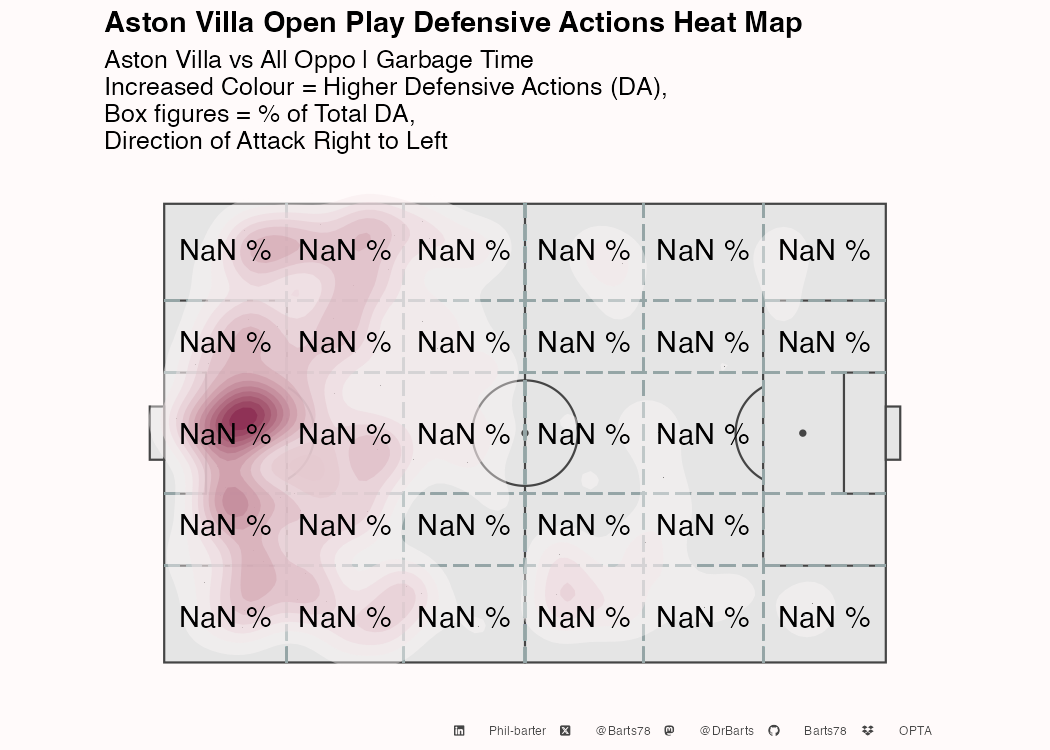 Aston Villa Open Play Defensive Actions Heat Map
Aston Villa vs All Oppo | Garbage Time
Increased Colour = Higher Defensive Actions (DA),
Box figures = % of Total DA,
Direction of Attack Right to Left
NaN % NaN % NaN % NaN % NaN % NaN %
NaN % NaN % NaN % NaN % NaN % NaN %
NaN % NaN % NaN % NaN % NaN %
NaN % NaN % NaN % NaN % NaN %
NaN % NaN % NaN % NaN % NaN % NaN %
Phil-barter @Barts78 @DrBarts Barts78 OPTA